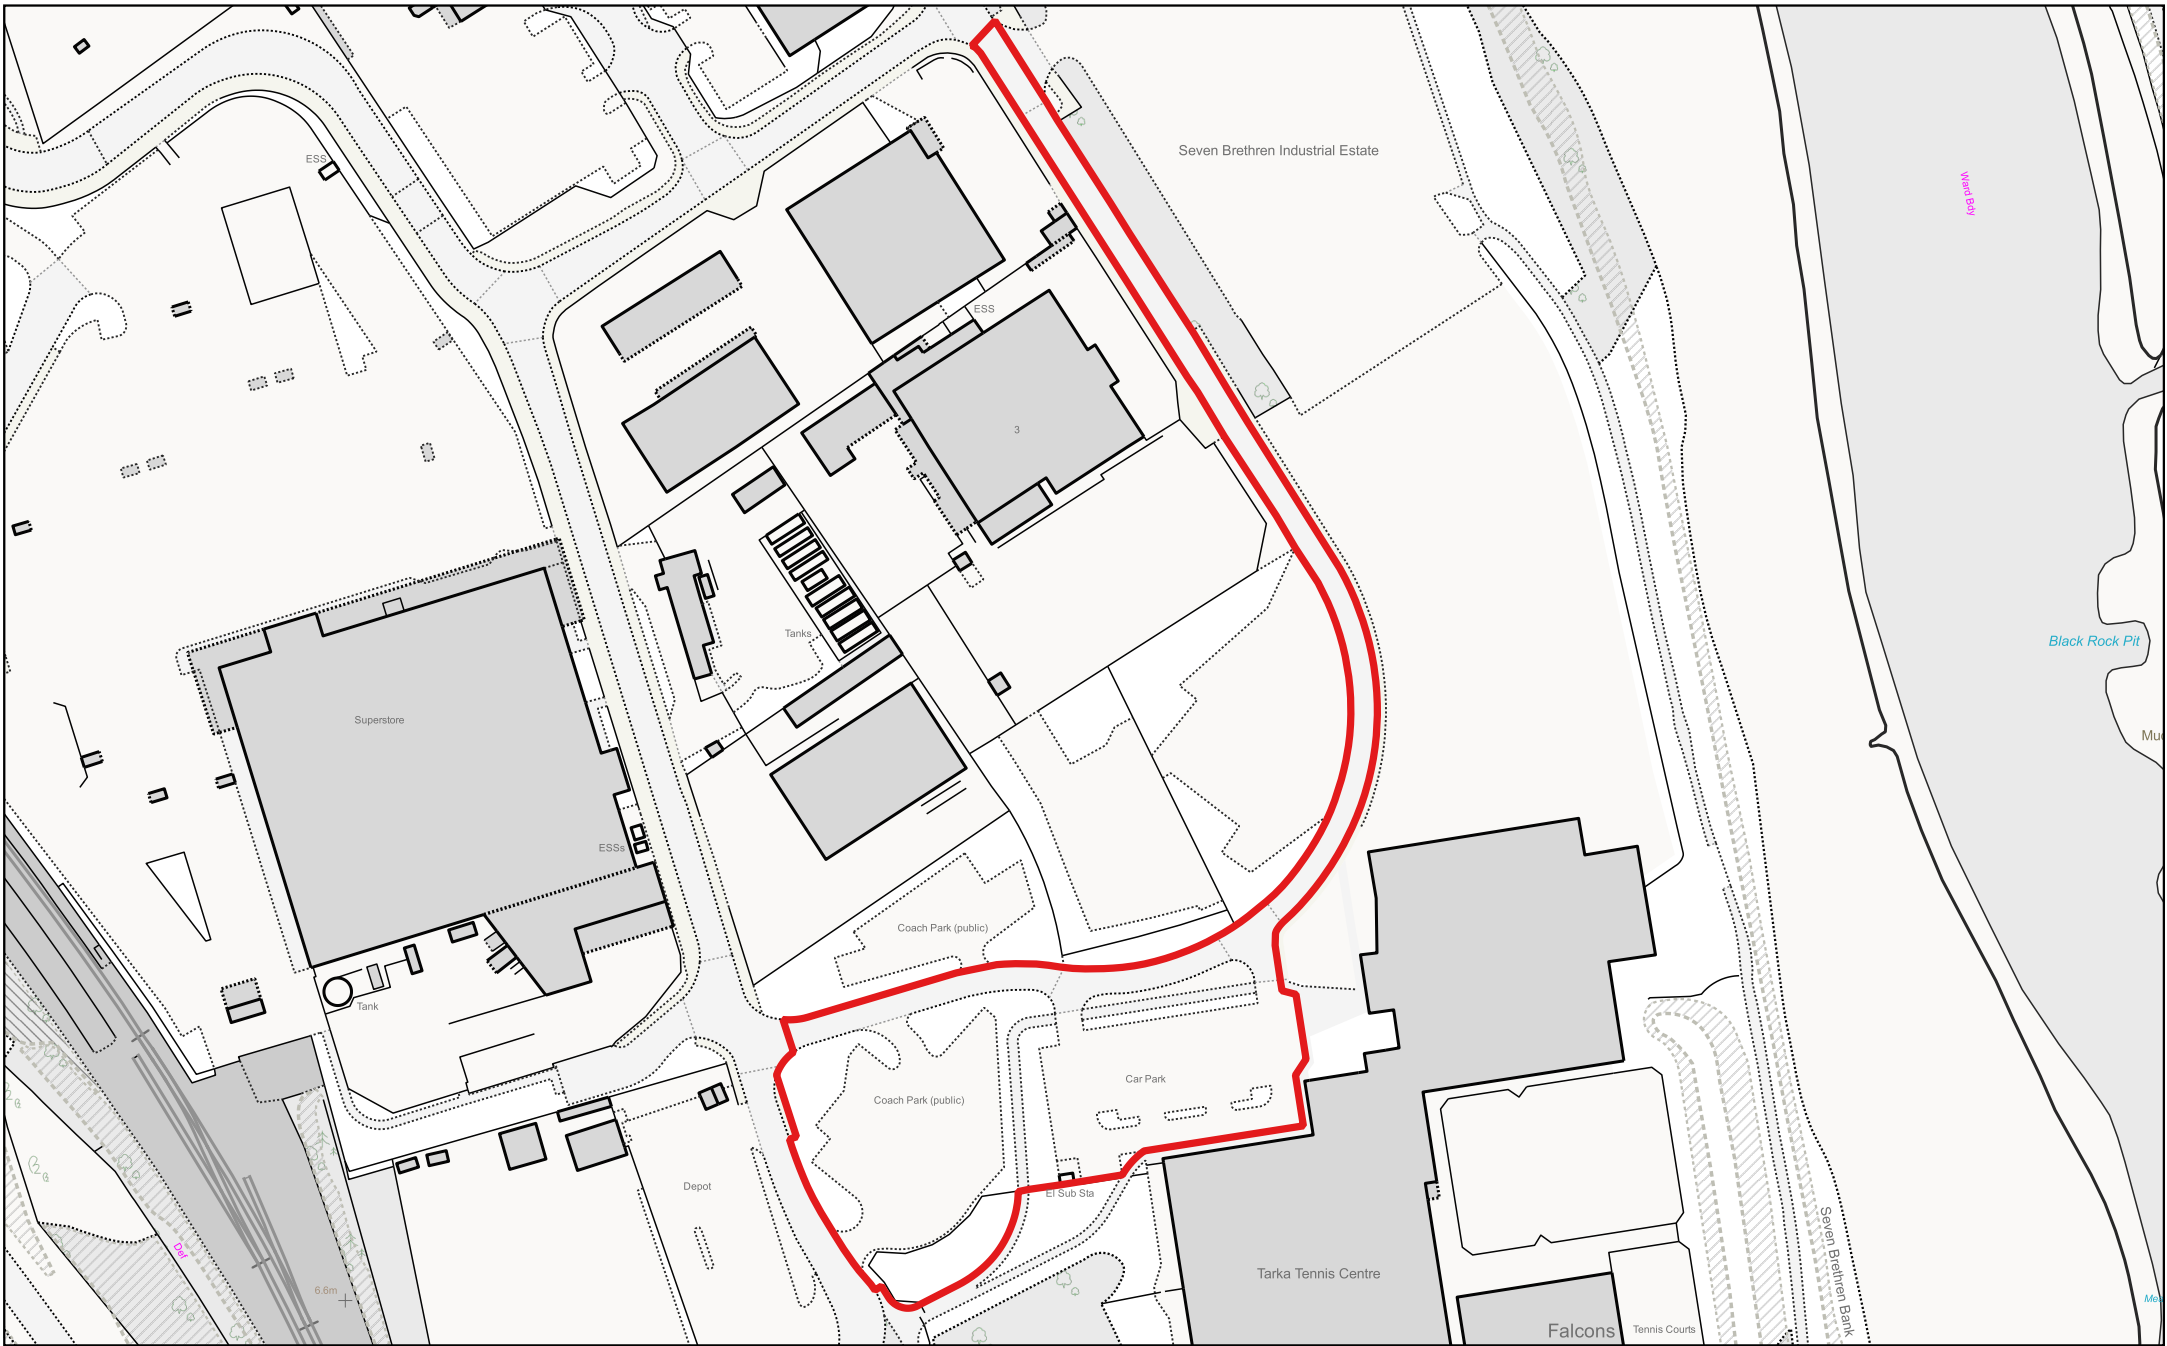 Seven Brethren Industrial Estate
ESS
Ward Bdy
ESS
3
Tanks
Black Rock Pit
Superstore
ESSs
Coach Park (public)
Tank
Car Park
Coach Park (public)
Depot
El Sub Sta
Def
6.6m
Tarka Tennis Centre
Seven Brethren Bank
Falcons
Tennis Courts